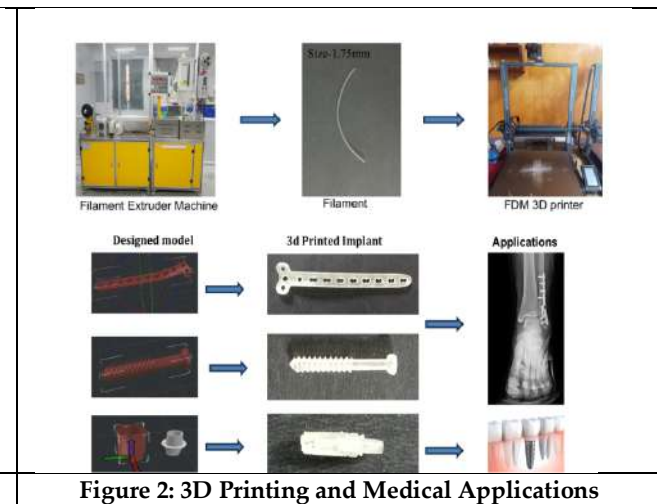 Size-1.75mm
Filament Extruder Machine
Filament
FDM 3D printer
Designed model
3d Printed Implant
Applications
Figure 2: 3D Printing and Medical Applications